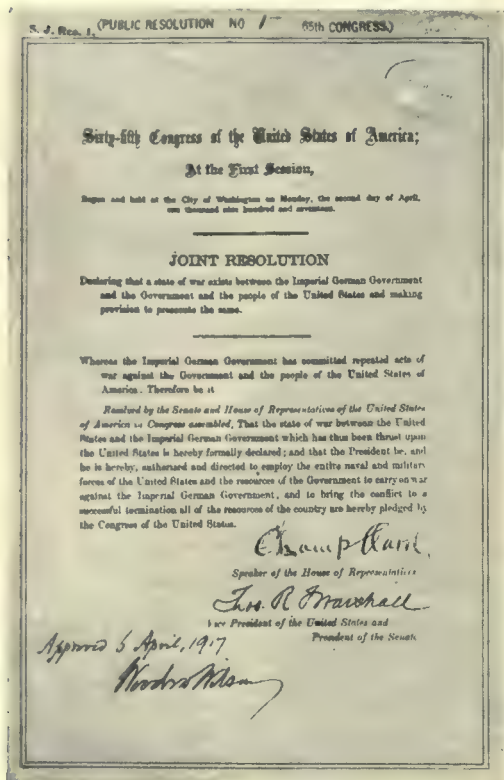 S. J. Res. 1. (PUBLIC RESOLUTION NO 1- 65th CONGRESS.)
Sixty-fifth Congress of the United States of America;
At the First Session,
Begun and held at the City of Washington on Monday, the second day of April,
one thousand nine hundred and seventeen.
JOINT RESOLUTION
Declaring that a state of war exists between the Imperial German Government
and the Government and the people of the United States and making
provision to prosecute the same.
Whereas the Imperial German Government has committed repeated acts of
war against the Government and the people of the United States of
America: Therefore be it
Resolved by the Senate and House of Representatives of the United States
of America in Congress assembled, That the state of war between the United
States and the Imperial German Government which has thus been thrust upon
the United States is hereby formally declared; and that the President be, and
he is hereby, authorized and directed to employ the entire naval and military
forces of the United States and the resources of the Government to carry on war
against the Imperial German Government, and to bring the conflict to a
successful termination all of the resources of the country are hereby pledged by
the Congress of the United States.
Champ Clark.
Speaker of the House of Representatives
Thos. R Marshall
Vice President of the United States and
President of the Senate
Approved 6 April, 1917
Woodrow Wilson